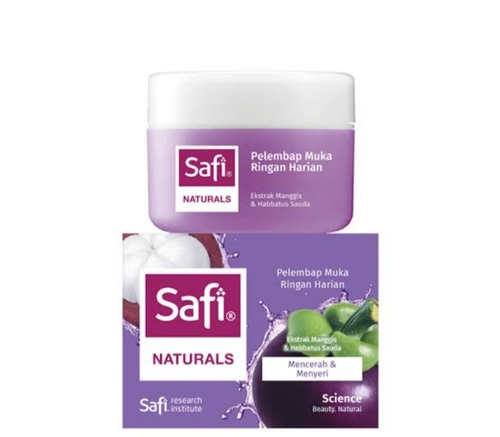 Safi®
NATURALS
Pelembap Muka
Ringan Harian
Ekstrak Manggis
& Habbatus Sauda
Safi®
NATURALS
Pelembap Muka
Ringan Harian
Ekstrak Manggis
& Habbatus Sauda
Mencerah &
Menyeri
Safi research
institute
Science
Beauty. Natural